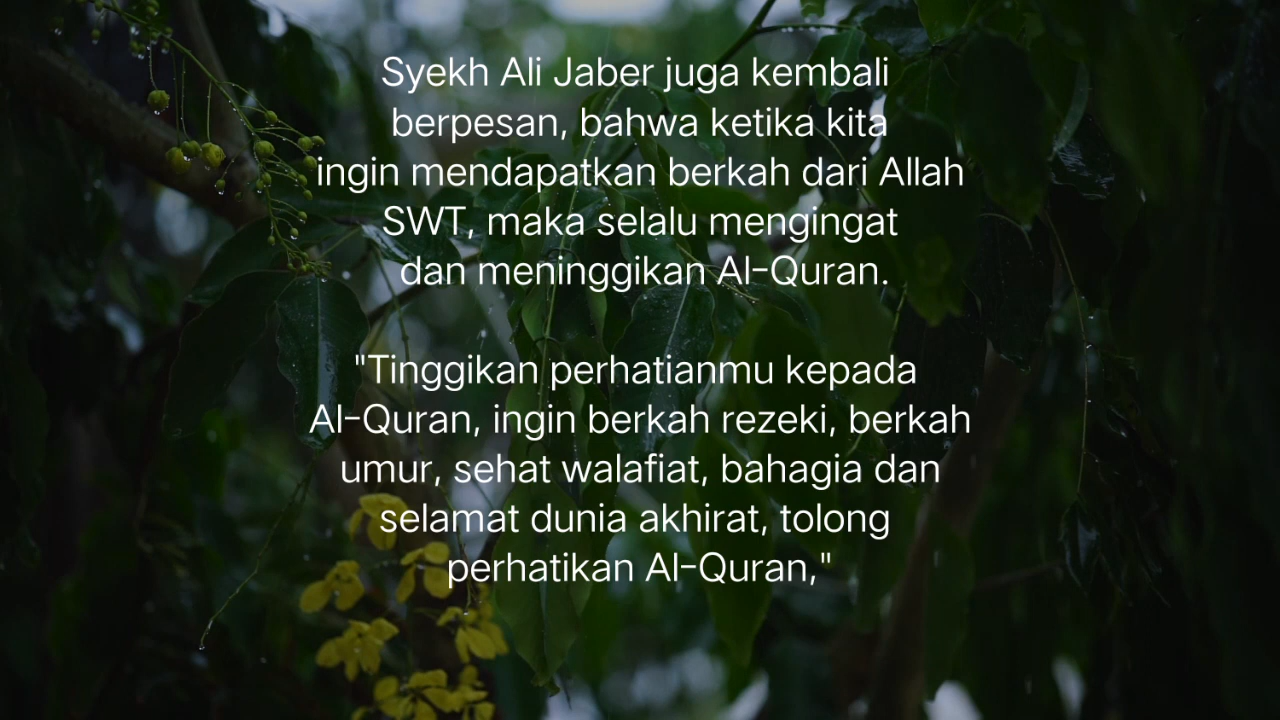 Syekh Ali Jaber juga kembali
berpesan, bahwa ketika kita
ingin mendapatkan berkah dari Allah
SWT, maka selalu mengingat
dan meninggikan Al-Quran.
"Tinggikan perhatianmu kepada
Al-Quran, ingin berkah rezeki, berkah
umur, sehat walafiat, bahagia dan
selamat dunia akhirat, tolong
perhatikan Al-Quran,"